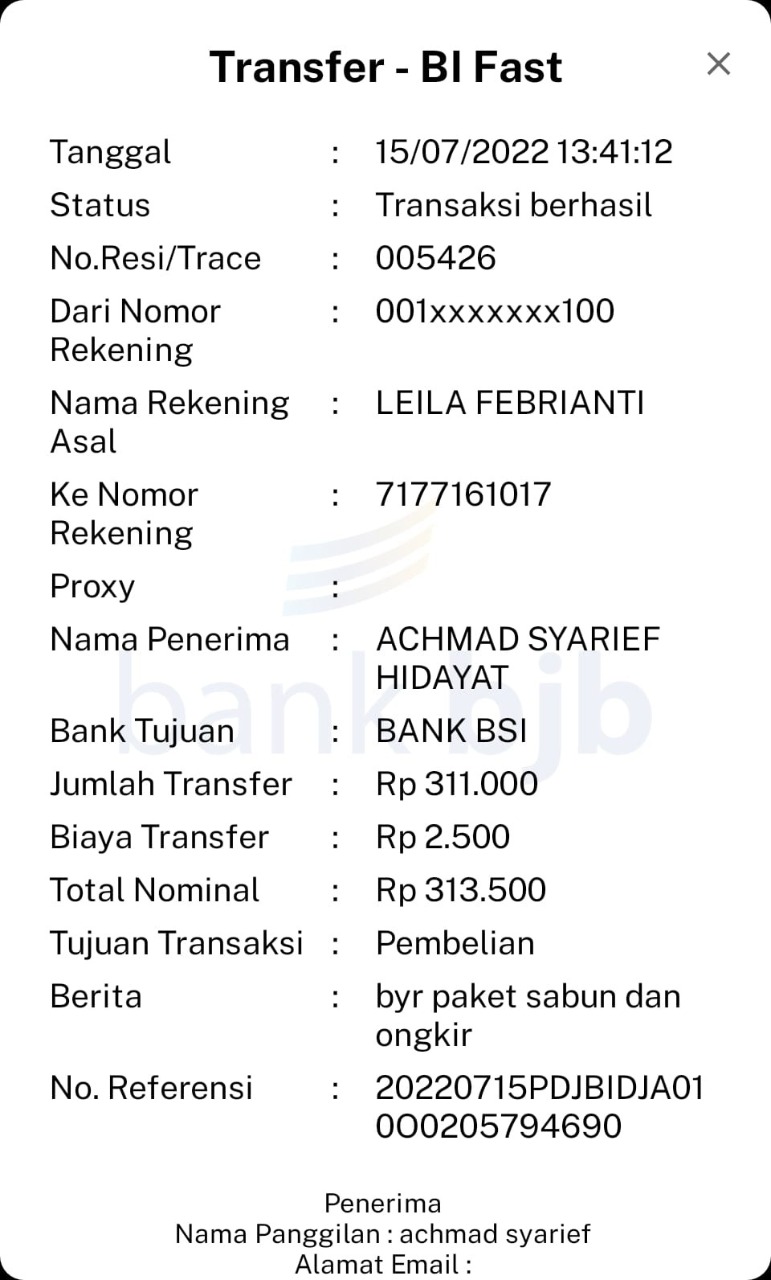 Transfer - BI Fast
Tanggal : 15/07/2022 13:41:12
Status : Transaksi berhasil
No.Resi/Trace : 005426
Dari Nomor : 001xxxxxxx100
Rekening
Nama Rekening : LEILA FEBRIANTI
Asal
Ke Nomor : 7177161017
Rekening
Proxy :
Nama Penerima : ACHMAD SYARIEF
HIDAYAT
bank bjb
Bank Tujuan : BANK BSI
Jumlah Transfer : Rp 311.000
Biaya Transfer : Rp 2.500
Total Nominal : Rp 313.500
Tujuan Transaksi : Pembelian
Berita : byr paket sabun dan
ongkir
No. Referensi : 20220715PDJBIDJA01
0O0205794690
Penerima
Nama Panggilan : achmad syarief
Alamat Email :